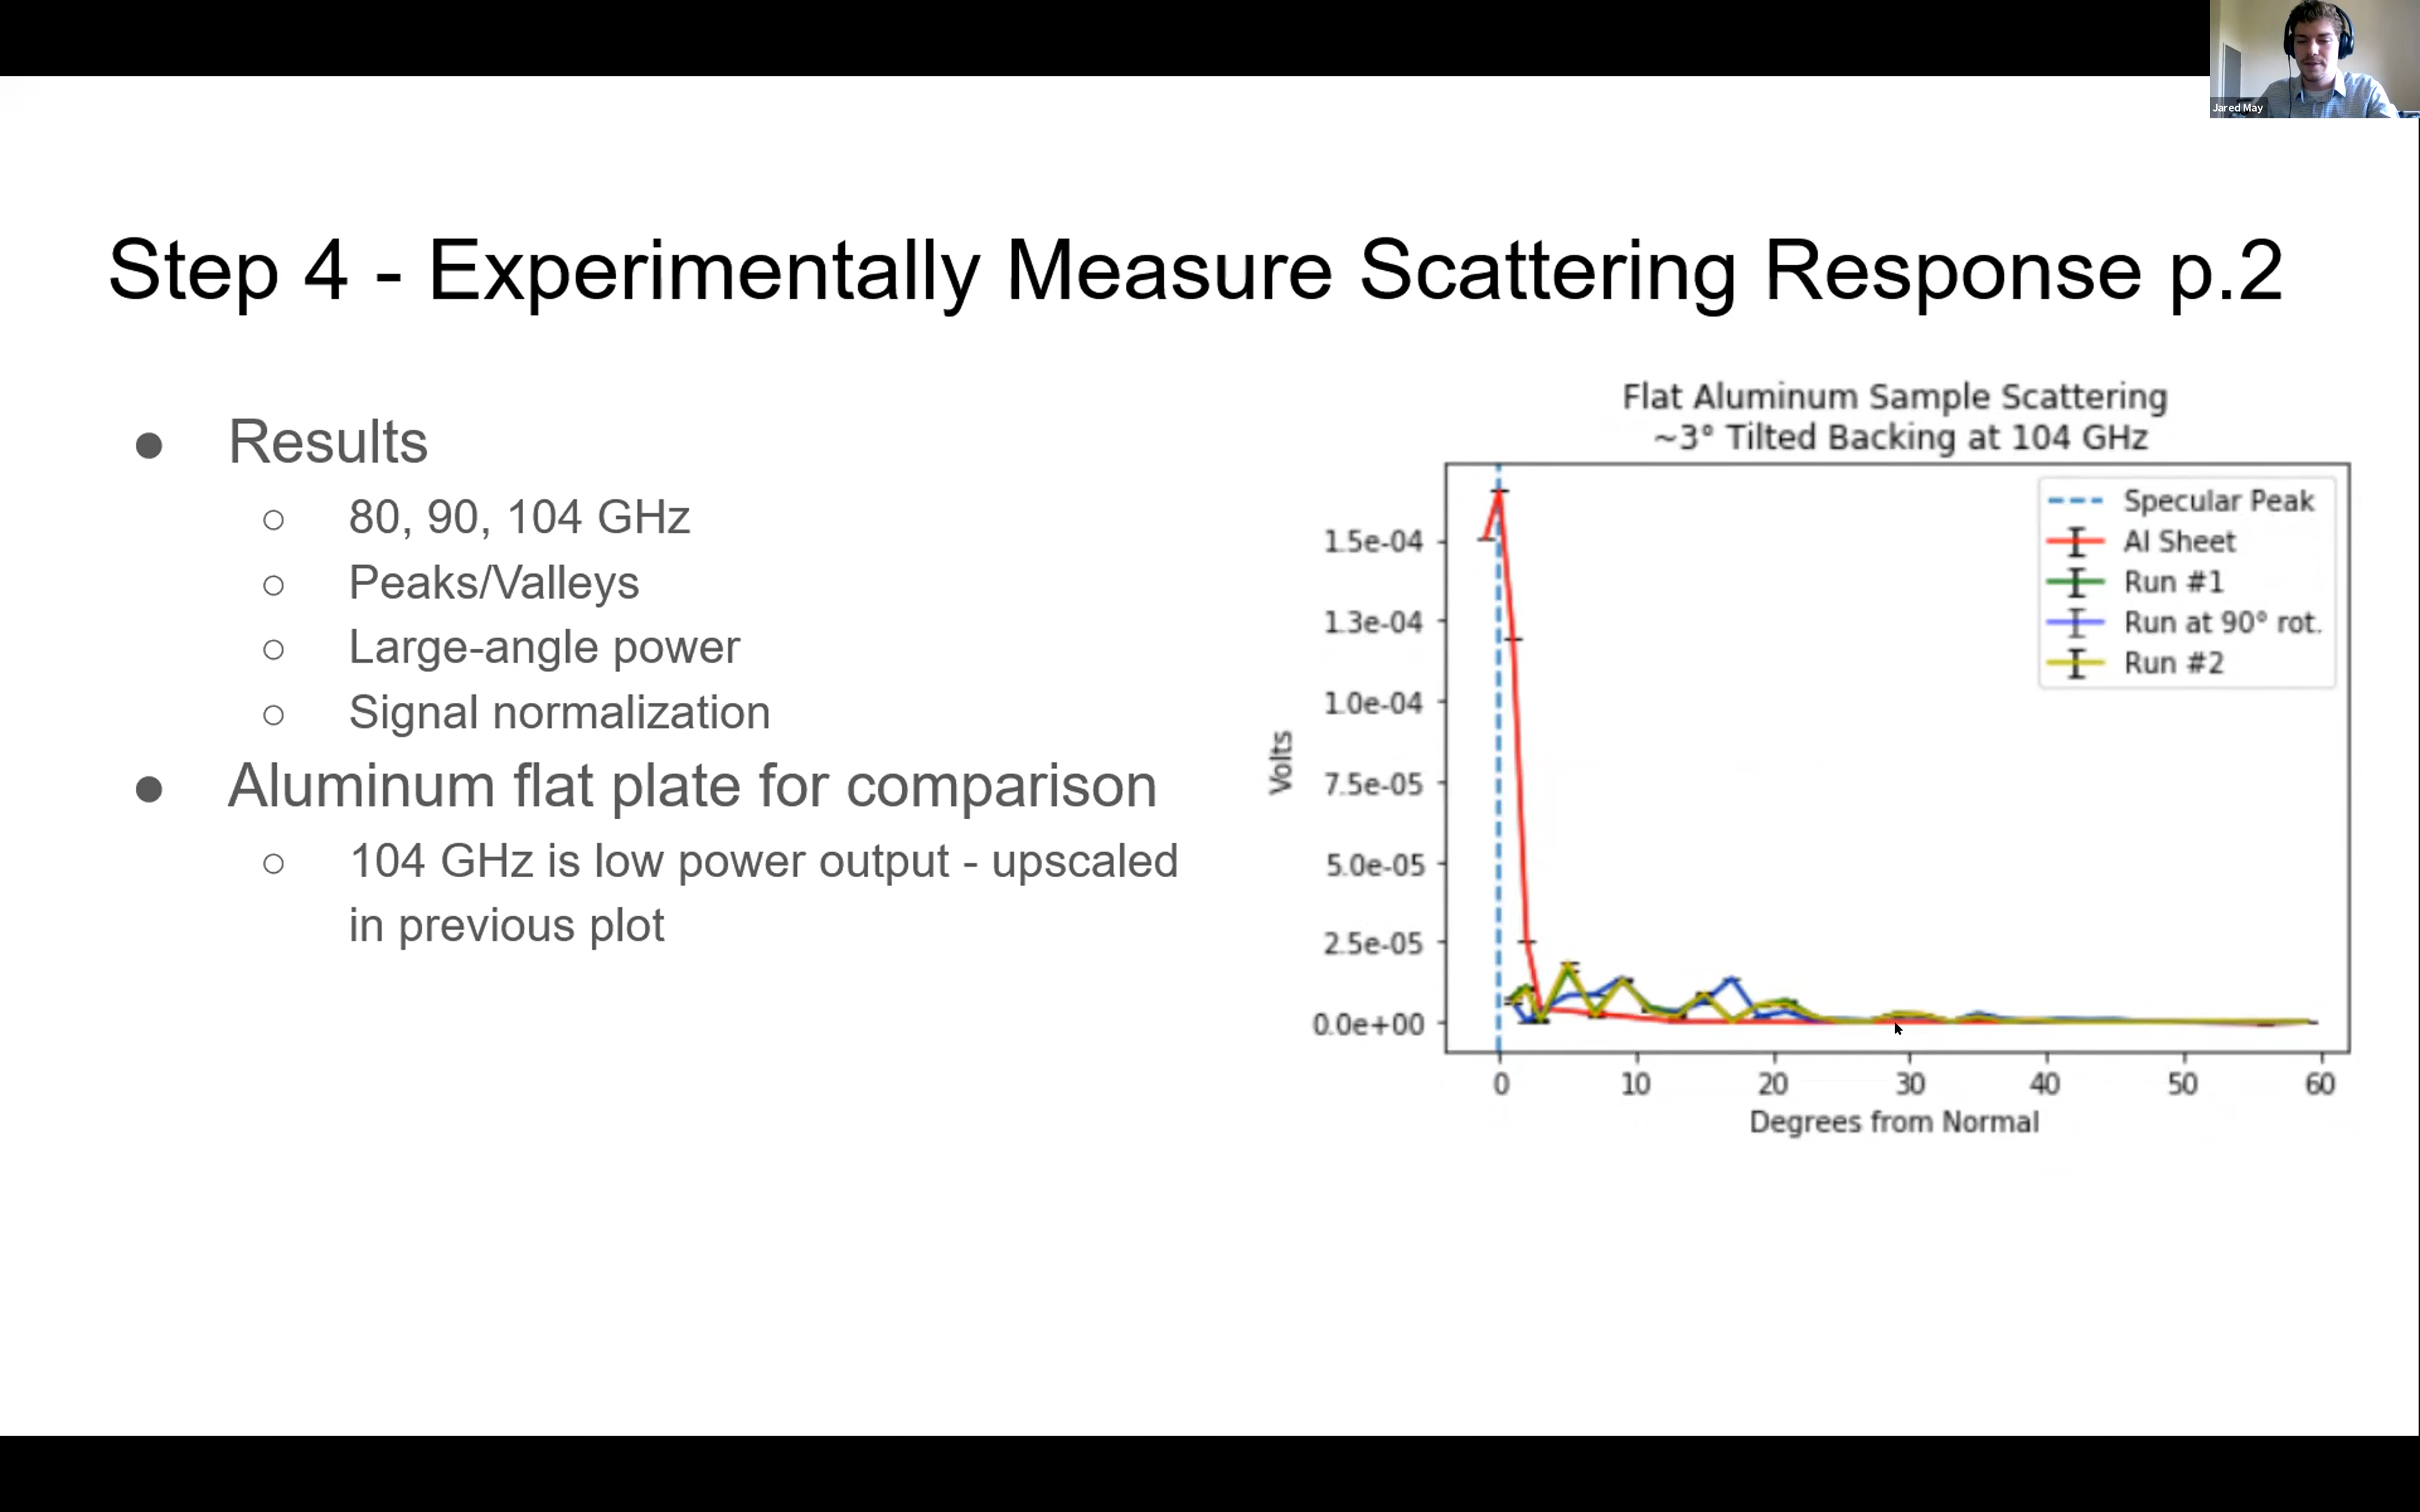 Jared May
Step 4 - Experimentally Measure Scattering Response p.2
● Results
○ 80, 90, 104 GHz
○ Peaks/Valleys
○ Large-angle power
○ Signal normalization
● Aluminum flat plate for comparison
○ 104 GHz is low power output - upscaled
in previous plot
Flat Aluminum Sample Scattering
~3° Tilted Backing at 104 GHz
Specular Peak
Al Sheet
Run #1
Run at 90° rot.
Run #2
Volts
1.5e-04
1.3e-04
1.0e-04
7.5e-05
5.0e-05
2.5e-05
0.0e+00
0 10 20 30 40 50 60
Degrees from Normal